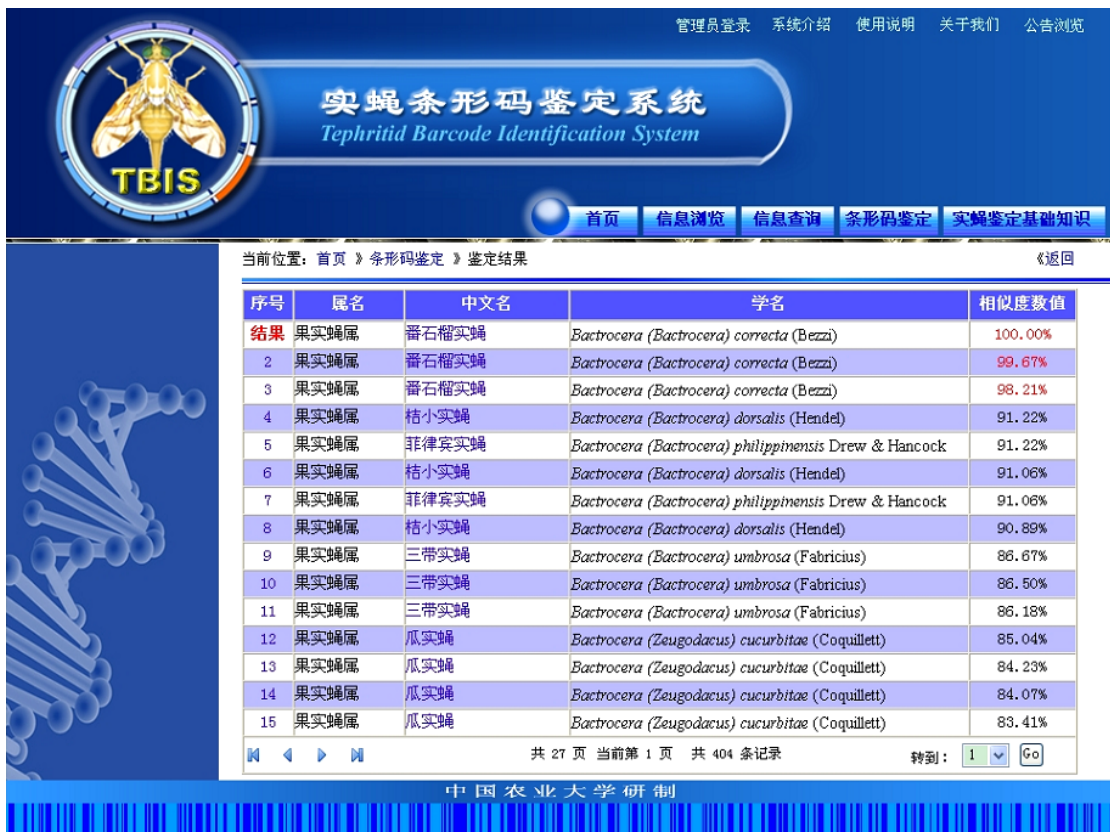 管理员登录 系统介绍 使用说明 关于我们 公告浏览
实蝇条形码鉴定系统
Tephritid Barcode Identification System
TBIS
首页 信息浏览 信息查询 条形码鉴定 实蝇鉴定基础知识
当前位置：首页 》条形码鉴定 》鉴定结果 《返回
序号 属名 中文名 学名 相似度数值
结果 果实蝇属 番石榴实蝇 Bactrocera (Bactrocera) correcta (Bezzi) 100.00%
2 果实蝇属 番石榴实蝇 Bactrocera (Bactrocera) correcta (Bezzi) 99.67%
3 果实蝇属 番石榴实蝇 Bactrocera (Bactrocera) correcta (Bezzi) 98.21%
4 果实蝇属 桔小实蝇 Bactrocera (Bactrocera) dorsalis (Hendel) 91.22%
5 果实蝇属 菲律宾实蝇 Bactrocera (Bactrocera) philippinensis Drew & Hancock 91.22%
6 果实蝇属 桔小实蝇 Bactrocera (Bactrocera) dorsalis (Hendel) 91.06%
7 果实蝇属 菲律宾实蝇 Bactrocera (Bactrocera) philippinensis Drew & Hancock 91.06%
8 果实蝇属 桔小实蝇 Bactrocera (Bactrocera) dorsalis (Hendel) 90.89%
9 果实蝇属 三带实蝇 Bactrocera (Bactrocera) umbrosa (Fabricius) 86.67%
10 果实蝇属 三带实蝇 Bactrocera (Bactrocera) umbrosa (Fabricius) 86.50%
11 果实蝇属 三带实蝇 Bactrocera (Bactrocera) umbrosa (Fabricius) 86.18%
12 果实蝇属 瓜实蝇 Bactrocera (Zeugodacus) cucurbitae (Coquillett) 85.04%
13 果实蝇属 瓜实蝇 Bactrocera (Zeugodacus) cucurbitae (Coquillett) 84.23%
14 果实蝇属 瓜实蝇 Bactrocera (Zeugodacus) cucurbitae (Coquillett) 84.07%
15 果实蝇属 瓜实蝇 Bactrocera (Zeugodacus) cucurbitae (Coquillett) 83.41%
共 27 页 当前第 1 页 共 404 条记录 转到： 1 Go
中国农业大学研制